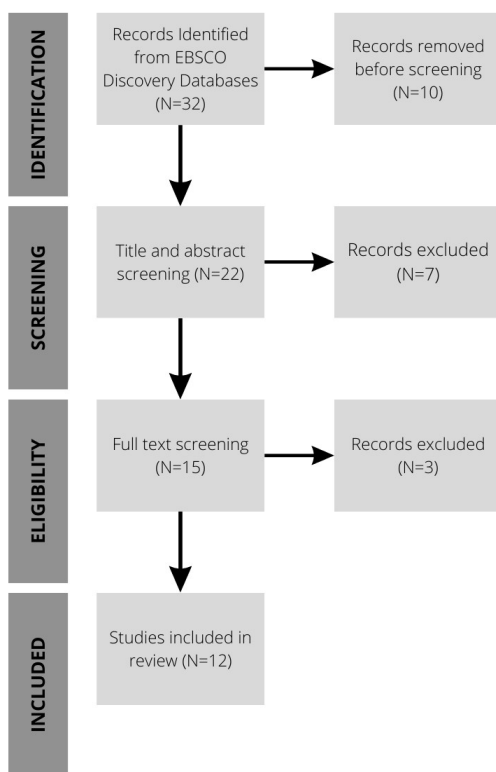 IDENTIFICATION
Records Identified
from EBSCO
Discovery Databases
(N=32)
Records removed
before screening
(N=10)
SCREENING
Title and abstract
screening (N=22)
Records excluded
(N=7)
ELIGIBILITY
Full text screening
(N=15)
Records excluded
(N=3)
INCLUDED
Studies included in
review (N=12)